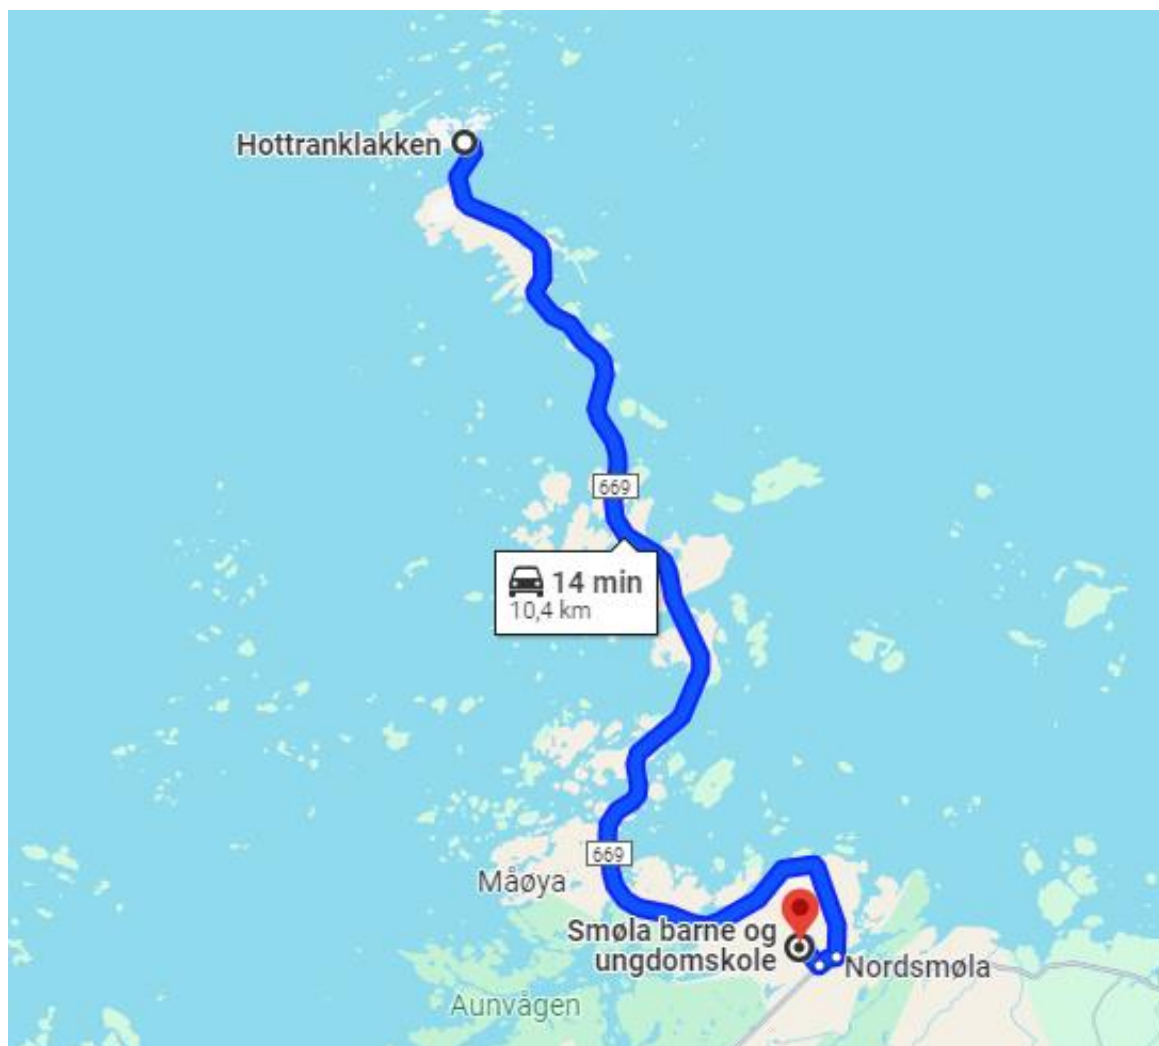 Hottranklakken
669
14 min
10,4 km
669
Måøya
Smøla barne og
ungdomskole
Nordsmøla
Aunvågen